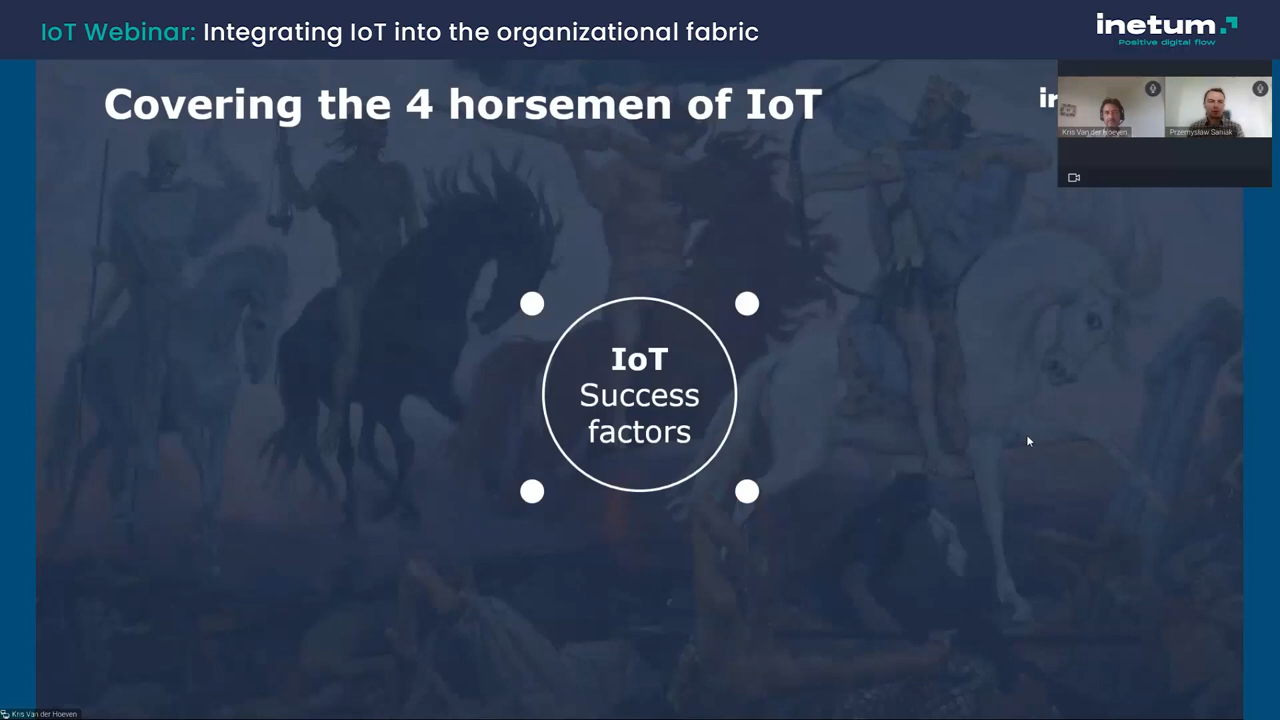 IoT Webinar: Integrating IoT into the organizational fabric
inetum
Positive digital flow
Covering the 4 horsemen of IoT
in
Kris Van der Hoeven
Przemysław Saniak
IoT
Success
factors
Kris Van der Hoeven